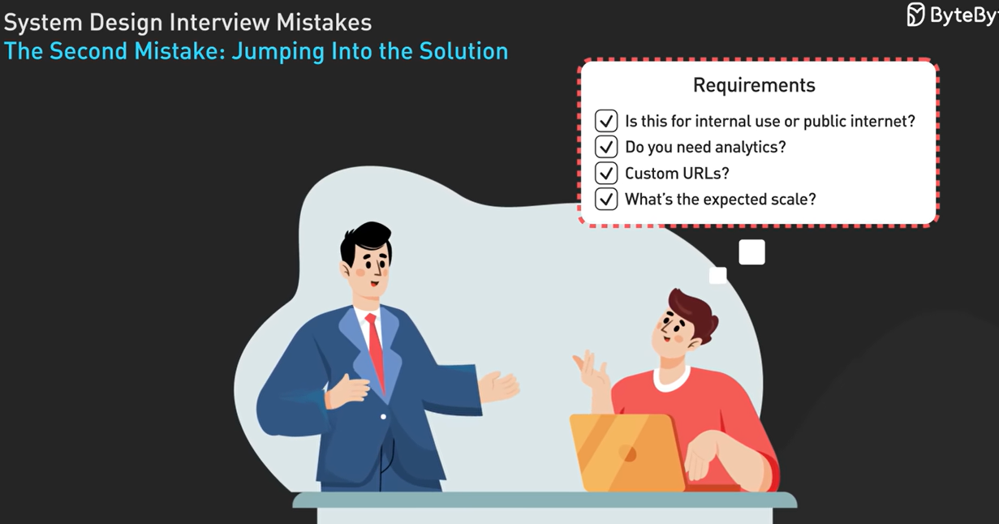 System Design Interview Mistakes
The Second Mistake: Jumping Into the Solution
Requirements
Is this for internal use or public internet?
Do you need analytics?
Custom URLs?
What's the expected scale?